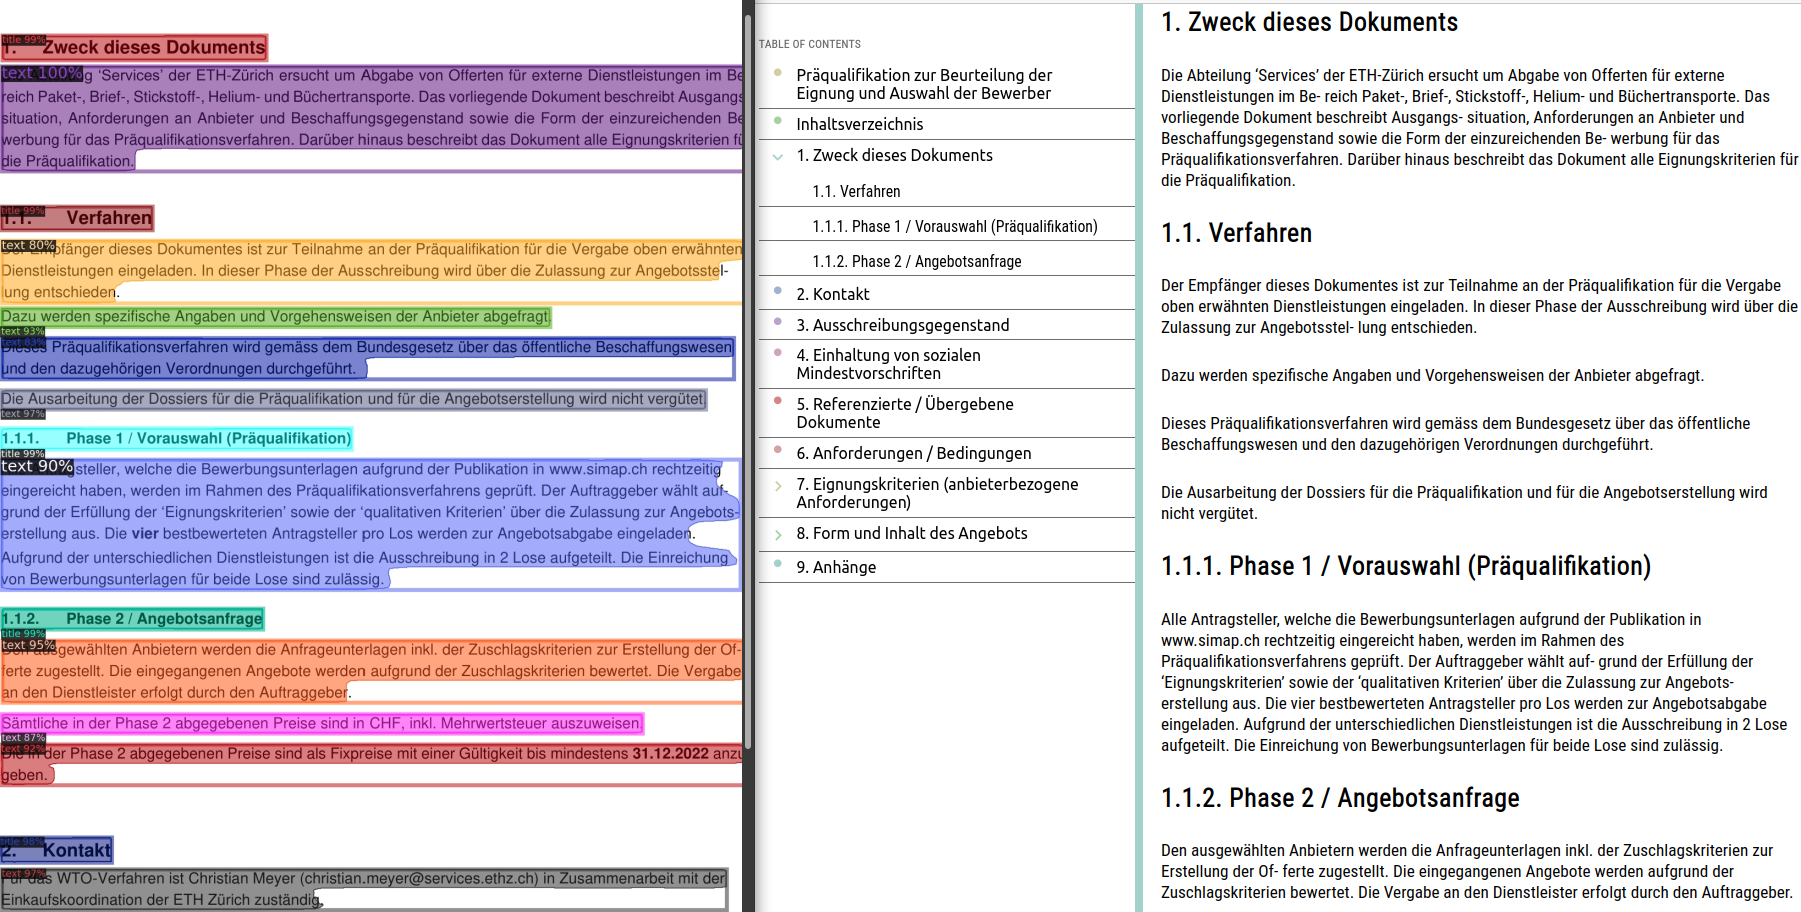 title 99%
1. Zweck dieses Dokuments
text 100%
g ‘Services’ der ETH-Zürich ersucht um Abgabe von Offerten für externe Dienstleistungen im Be
reich Paket-, Brief-, Stickstoff-, Helium- und Büchertransporte. Das vorliegende Dokument beschreibt Ausgangs
situation, Anforderungen an Anbieter und Beschaffungsgegenstand sowie die Form der einzureichenden Be
werbung für das Präqualifikationsverfahren. Darüber hinaus beschreibt das Dokument alle Eignungskriterien fü
die Präqualifikation.
title 99%
1.1. Verfahren
text 80%
Der Empfänger dieses Dokumentes ist zur Teilnahme an der Präqualifikation für die Vergabe oben erwähnten
Dienstleistungen eingeladen. In dieser Phase der Ausschreibung wird über die Zulassung zur Angebotsstel-
lung entschieden.
Dazu werden spezifische Angaben und Vorgehensweisen der Anbieter abgefragt.
text 93%
text 83%
Dieses Präqualifikationsverfahren wird gemäss dem Bundesgesetz über das öffentliche Beschaffungswesen
und den dazugehörigen Verordnungen durchgeführt.
Die Ausarbeitung der Dossiers für die Präqualifikation und für die Angebotserstellung wird nicht vergütet.
text 97%
1.1.1. Phase 1 / Vorauswahl (Präqualifikation)
title 99%
text 90%
steller, welche die Bewerbungsunterlagen aufgrund der Publikation in www.simap.ch rechtzeitig
eingereicht haben, werden im Rahmen des Präqualifikationsverfahrens geprüft. Der Auftraggeber wählt auf-
grund der Erfüllung der ‘Eignungskriterien’ sowie der ‘qualitativen Kriterien’ über die Zulassung zur Angebots-
erstellung aus. Die vier bestbewerteten Antragsteller pro Los werden zur Angebotsabgabe eingeladen.
Aufgrund der unterschiedlichen Dienstleistungen ist die Ausschreibung in 2 Lose aufgeteilt. Die Einreichung
von Bewerbungsunterlagen für beide Lose sind zulässig.
1.1.2. Phase 2 / Angebotsanfrage
title 99%
text 95%
Den ausgewählten Anbietern werden die Anfrageunterlagen inkl. der Zuschlagskriterien zur Erstellung der Of-
ferte zugestellt. Die eingegangenen Angebote werden aufgrund der Zuschlagskriterien bewertet. Die Vergabe
an den Dienstleister erfolgt durch den Auftraggeber.
Sämtliche in der Phase 2 abgegebenen Preise sind in CHF, inkl. Mehrwertsteuer auszuweisen.
text 87%
text 92%
Die in der Phase 2 abgegebenen Preise sind als Fixpreise mit einer Gültigkeit bis mindestens 31.12.2022 anzu
geben.
title 98%
2. Kontakt
text 97%
Für das WTO-Verfahren ist Christian Meyer (christian.meyer@services.ethz.ch) in Zusammenarbeit mit der
Einkaufskoordination der ETH Zürich zuständig.
TABLE OF CONTENTS
Präqualifikation zur Beurteilung der
Eignung und Auswahl der Bewerber
Inhaltsverzeichnis
1. Zweck dieses Dokuments
1.1. Verfahren
1.1.1. Phase 1 / Vorauswahl (Präqualifikation)
1.1.2. Phase 2 / Angebotsanfrage
2. Kontakt
3. Ausschreibungsgegenstand
4. Einhaltung von sozialen
Mindestvorschriften
5. Referenzierte / Übergebene
Dokumente
6. Anforderungen / Bedingungen
7. Eignungskriterien (anbieterbezogene
Anforderungen)
8. Form und Inhalt des Angebots
9. Anhänge
1. Zweck dieses Dokuments
Die Abteilung ‘Services’ der ETH-Zürich ersucht um Abgabe von Offerten für externe
Dienstleistungen im Be- reich Paket-, Brief-, Stickstoff-, Helium- und Büchertransporte. Das
vorliegende Dokument beschreibt Ausgangs- situation, Anforderungen an Anbieter und
Beschaffungsgegenstand sowie die Form der einzureichenden Be- werbung für das
Präqualifikationsverfahren. Darüber hinaus beschreibt das Dokument alle Eignungskriterien für
die Präqualifikation.
1.1. Verfahren
Der Empfänger dieses Dokumentes ist zur Teilnahme an der Präqualifikation für die Vergabe
oben erwähnten Dienstleistungen eingeladen. In dieser Phase der Ausschreibung wird über die
Zulassung zur Angebotsstel- lung entschieden.
Dazu werden spezifische Angaben und Vorgehensweisen der Anbieter abgefragt.
Dieses Präqualifikationsverfahren wird gemäss dem Bundesgesetz über das öffentliche
Beschaffungswesen und den dazugehörigen Verordnungen durchgeführt.
Die Ausarbeitung der Dossiers für die Präqualifikation und für die Angebotserstellung wird
nicht vergütet.
1.1.1. Phase 1 / Vorauswahl (Präqualifikation)
Alle Antragsteller, welche die Bewerbungsunterlagen aufgrund der Publikation in
www.simap.ch rechtzeitig eingereicht haben, werden im Rahmen des
Präqualifikationsverfahrens geprüft. Der Auftraggeber wählt auf- grund der Erfüllung der
‘Eignungskriterien’ sowie der ‘qualitativen Kriterien’ über die Zulassung zur Angebots-
erstellung aus. Die vier bestbewerteten Antragsteller pro Los werden zur Angebotsabgabe
eingeladen. Aufgrund der unterschiedlichen Dienstleistungen ist die Ausschreibung in 2 Lose
aufgeteilt. Die Einreichung von Bewerbungsunterlagen für beide Lose sind zulässig.
1.1.2. Phase 2 / Angebotsanfrage
Den ausgewählten Anbietern werden die Anfrageunterlagen inkl. der Zuschlagskriterien zur
Erstellung der Of- ferte zugestellt. Die eingegangenen Angebote werden aufgrund der
Zuschlagskriterien bewertet. Die Vergabe an den Dienstleister erfolgt durch den Auftraggeber.